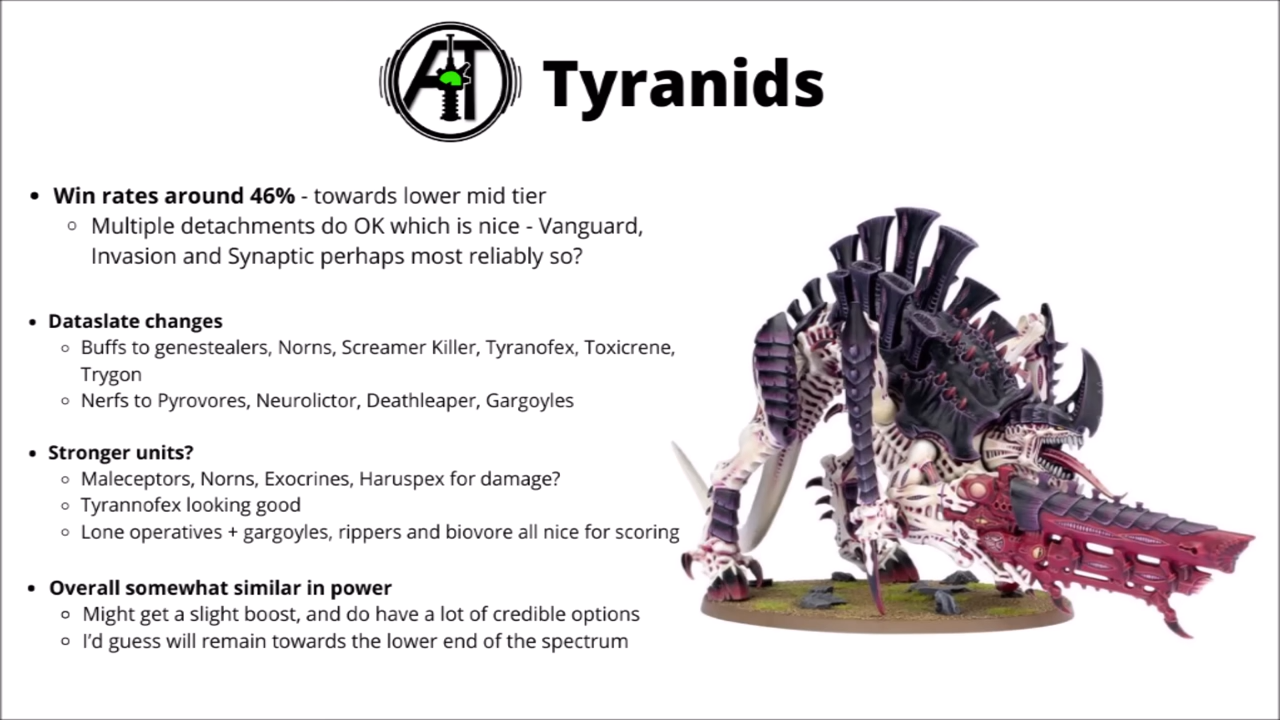 AT
Tyranids
• Win rates around 46% - towards lower mid tier
○ Multiple detachments do OK which is nice - Vanguard,
Invasion and Synaptic perhaps most reliably so?
• Dataslate changes
○ Buffs to genestealers, Norns, Screamer Killer, Tyranofex, Toxicrene,
Trygon
○ Nerfs to Pyrovores, Neurolictor, Deathleaper, Gargoyles
• Stronger units?
○ Maleceptors, Norns, Exocrines, Haruspex for damage?
○ Tyrannofex looking good
○ Lone operatives + gargoyles, rippers and biovore all nice for scoring
• Overall somewhat similar in power
○ Might get a slight boost, and do have a lot of credible options
○ I'd guess will remain towards the lower end of the spectrum